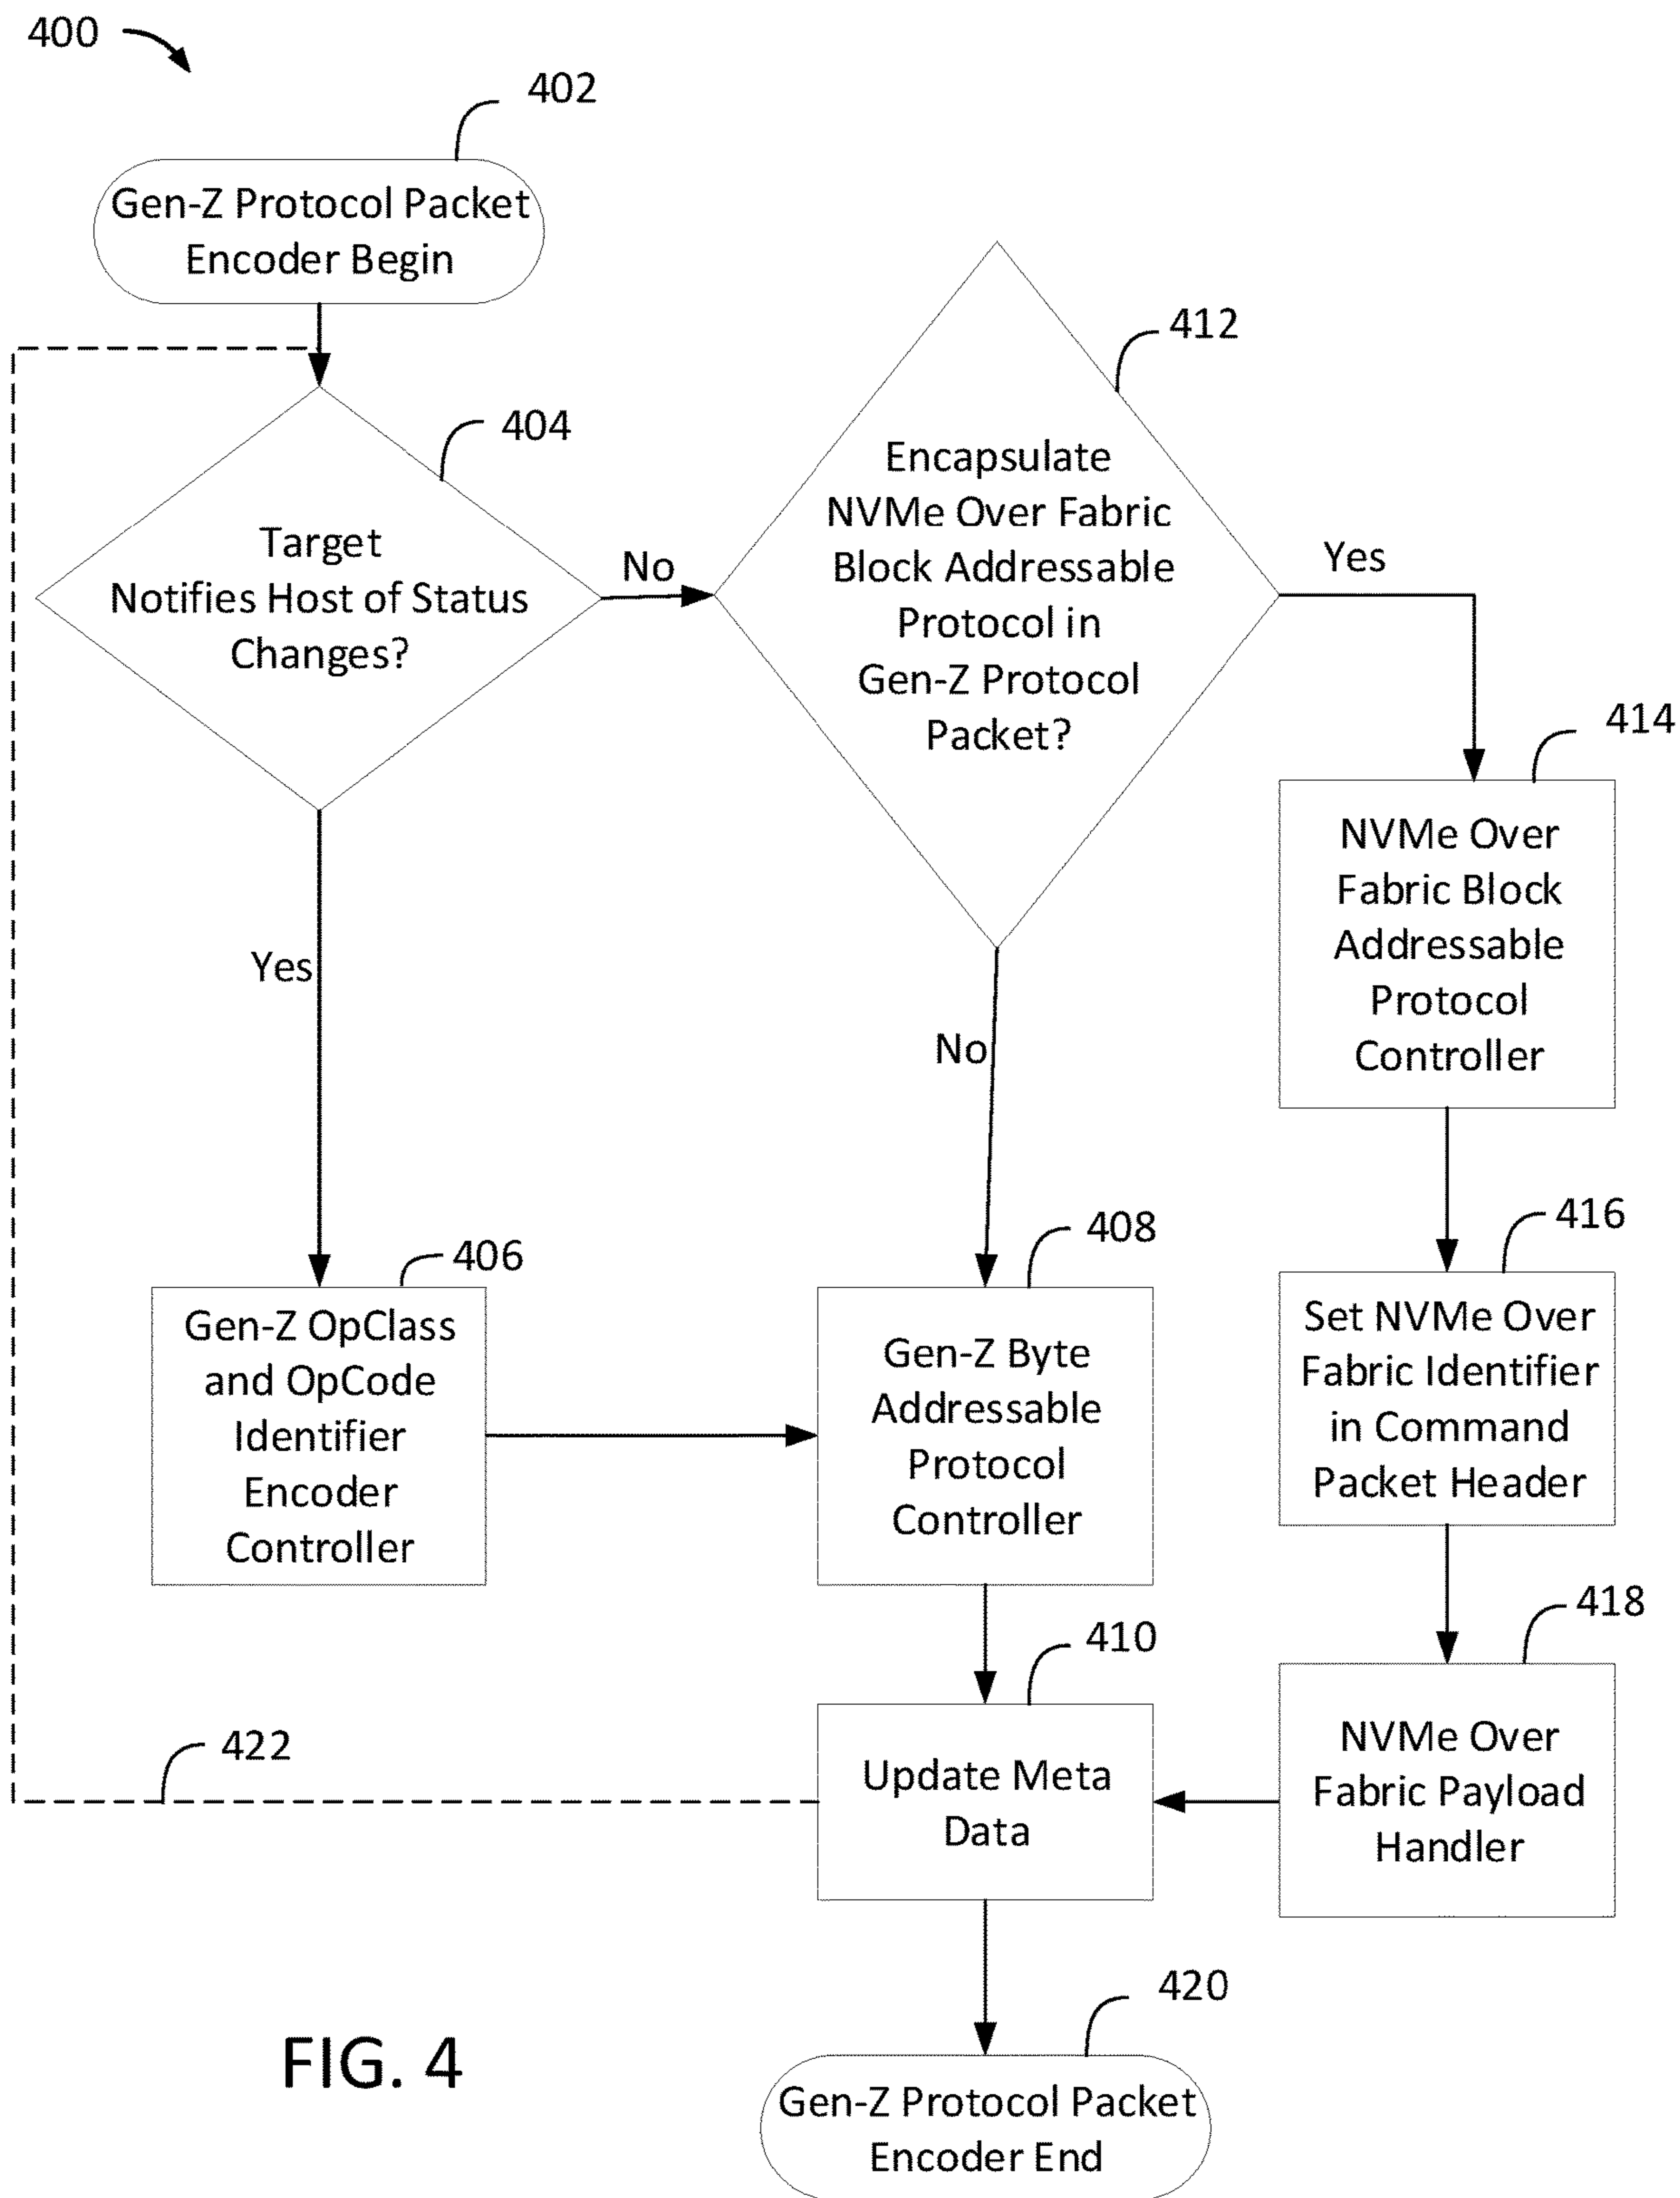 400
402
Gen-Z Protocol Packet
Encoder Begin
404
Target
Notifies Host of Status
Changes?
No
Yes
412
Encapsulate
NVMe Over Fabric
Block Addressable
Protocol in
Gen-Z Protocol
Packet?
Yes
No
414
NVMe Over
Fabric Block
Addressable
Protocol
Controller
406
Gen-Z OpClass
and OpCode
Identifier
Encoder
Controller
408
Gen-Z Byte
Addressable
Protocol
Controller
416
Set NVMe Over
Fabric Identifier
in Command
Packet Header
410
Update Meta
Data
418
NVMe Over
Fabric Payload
Handler
422
420
Gen-Z Protocol Packet
Encoder End
FIG. 4